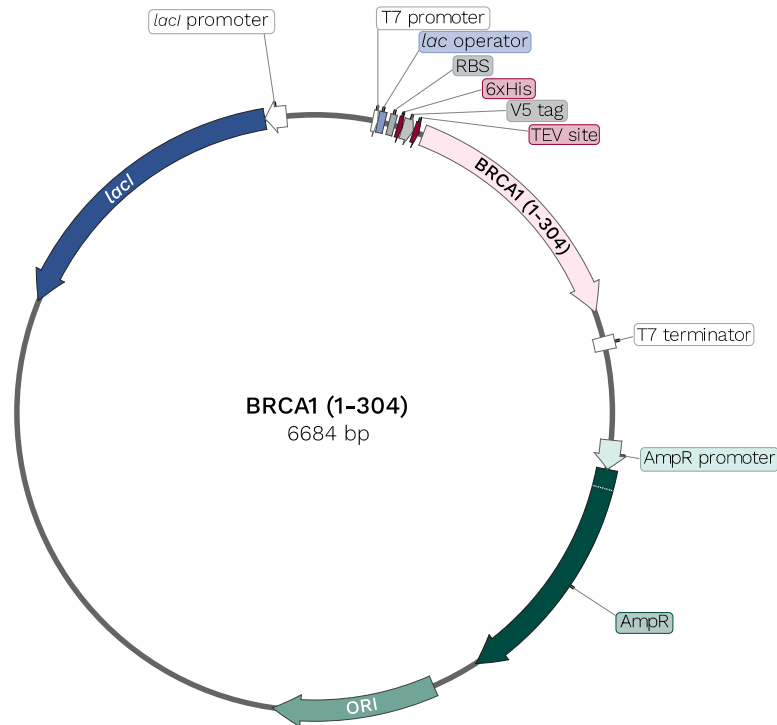 lacI promoter
T7 promoter
lac operator
RBS
6xHis
V5 tag
TEV site
lacI
BRCA1 (1-304)
T7 terminator
BRCA1 (1-304)
6684 bp
AmpR promoter
AmpR
ORI